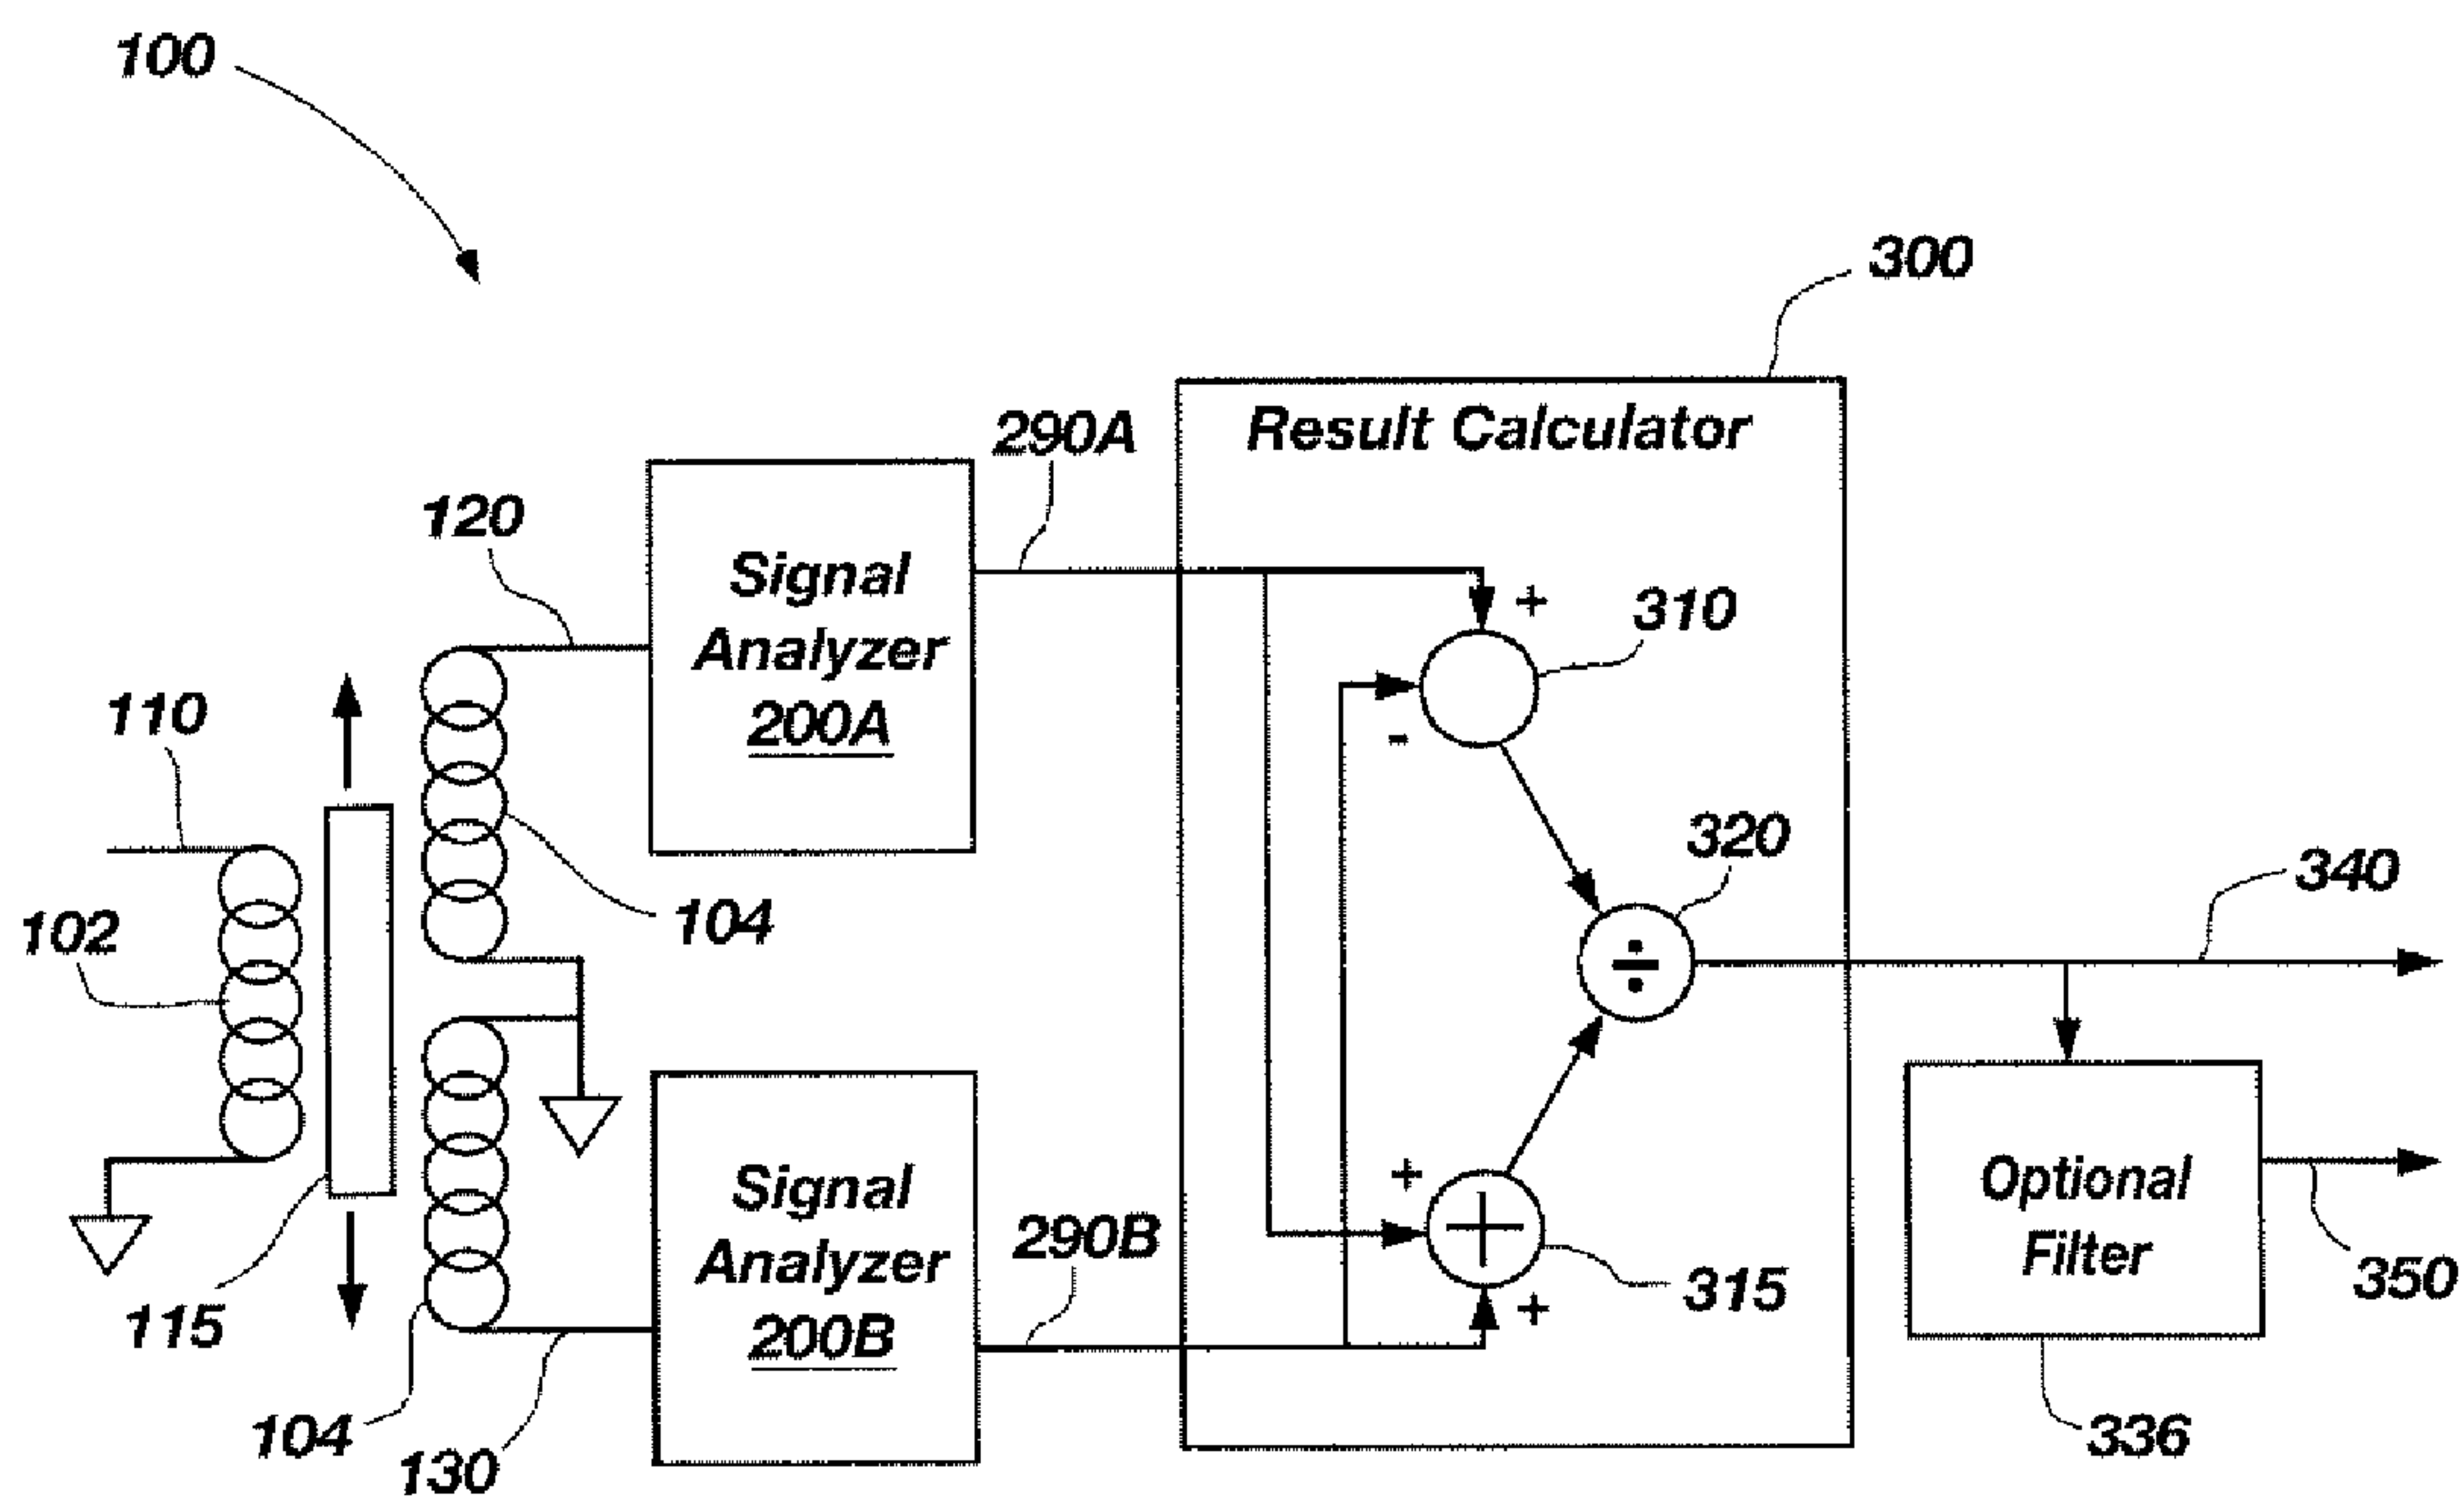 100
300
Result Calculator
290A
120
Signal
Analyzer
200A
+
310
-
110
104
320
340
102
115
Signal
Analyzer
200B
290B
+
+
315
Optional
Filter
350
104
130
336